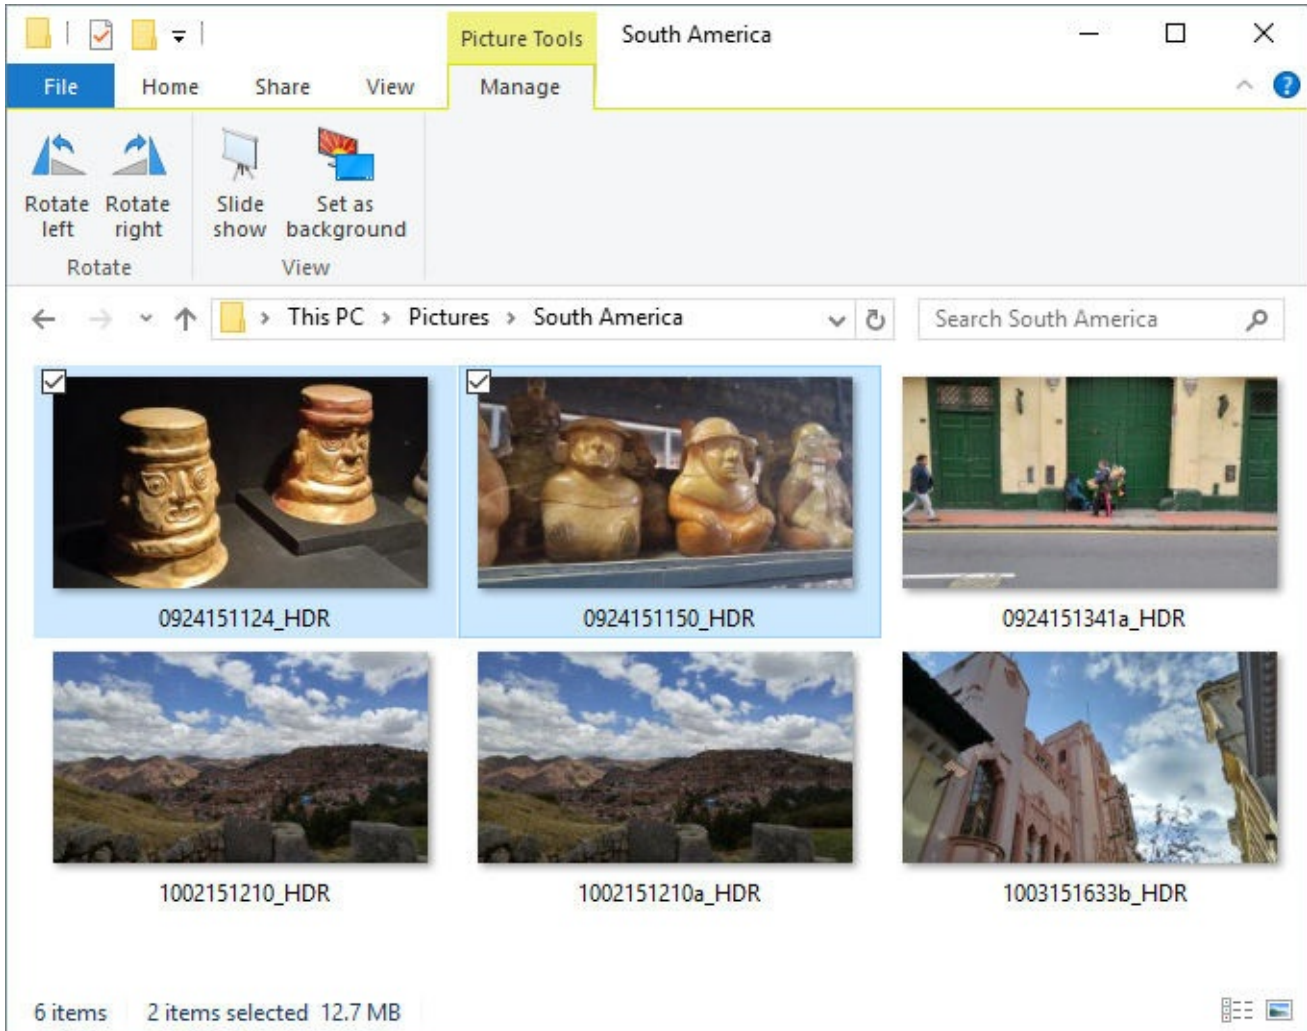 Picture Tools South America
File Home Share View Manage
Rotate left
Rotate right
Slide show
Set as background
Rotate
View
This PC > Pictures > South America
Search South America
0924151124_HDR
0924151150_HDR
0924151341a_HDR
1002151210_HDR
1002151210a_HDR
1003151633b_HDR
6 items 2 items selected 12.7 MB